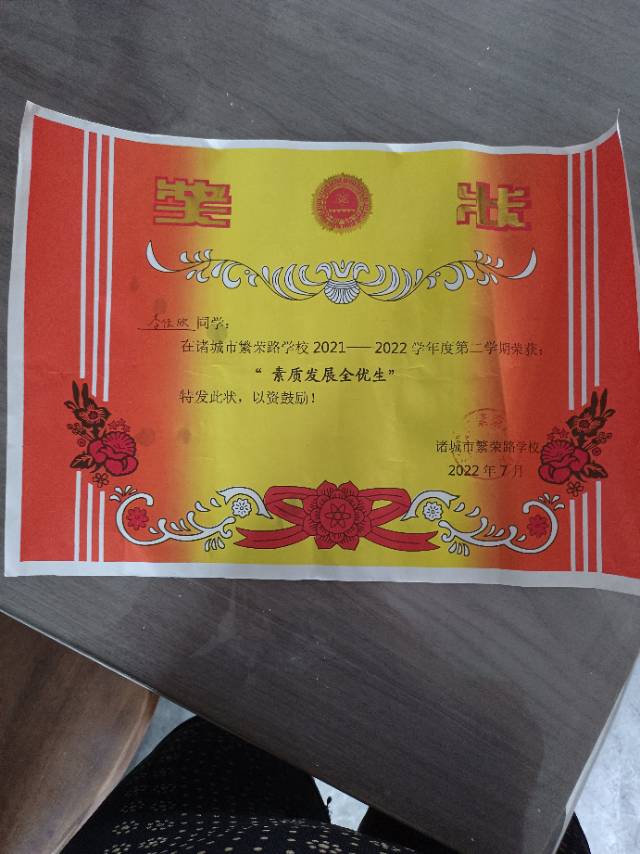 奖 状
李佳欣同学：
在诸城市繁荣路学校2021——2022学年度第二学期荣获：
“素质发展全优生”
特发此状，以资鼓励！
诸城市繁荣路学校
2022年7月